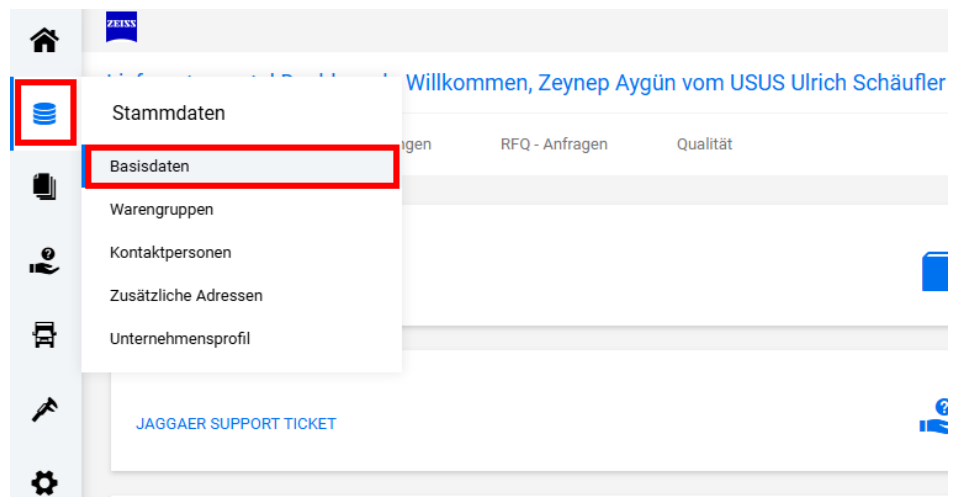 ZEISS
Willkommen, Zeynep Aygün vom USUS Ulrich Schäufler
Stammdaten
RFQ - Anfragen
Qualität
Basisdaten
Warengruppen
Kontaktpersonen
Zusätzliche Adressen
Unternehmensprofil
JAGGAER SUPPORT TICKET